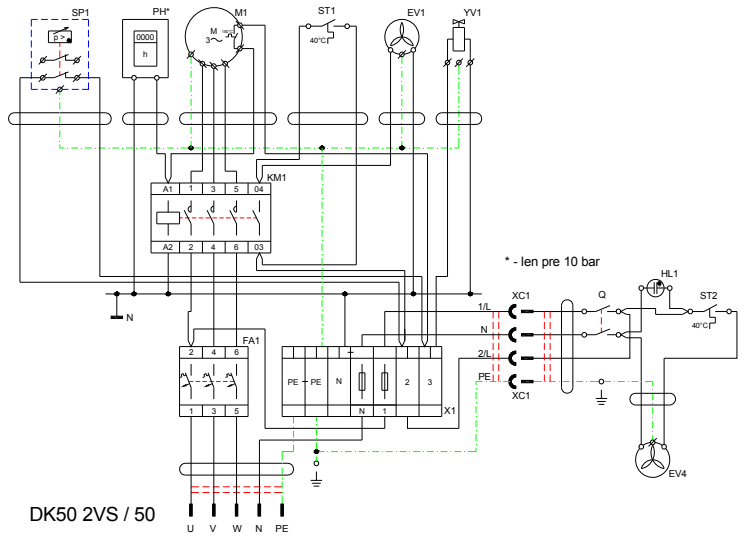 SP1 PH* M1 ST1 EV1 YV1
p > 0000 M
h 3 40°C
KM1
A1 1 3 5 04
A2 2 4 6 03
* - len pre 10 bar
HL1
N 1/L XC1 Q ST2
N 40°C
FA1 2/L
2 4 6
PE PE N 2 3 PE
XC1
1 3 5 N 1 X1
EV4
DK50 2VS / 50
U V W N PE